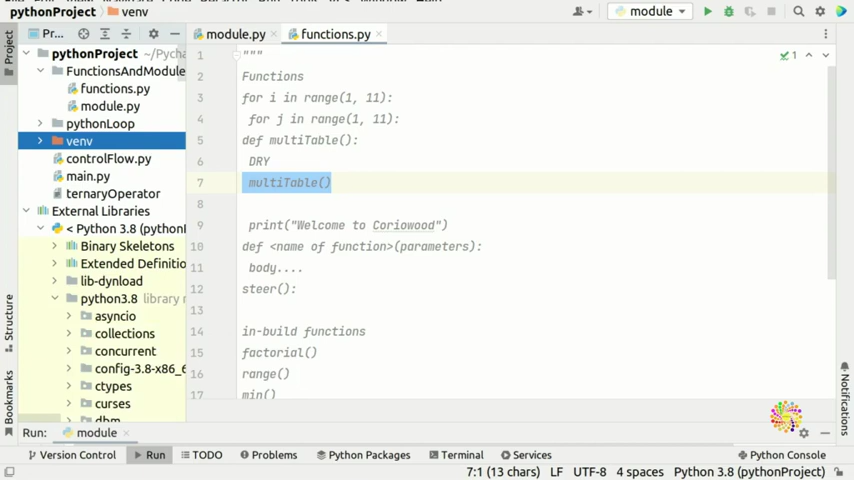 pythonProject
venv
module
Project
Pr...
module.py
functions.py
pythonProject ~/Pycha
FunctionsAndModule
functions.py
module.py
pythonLoop
venv
controlFlow.py
main.py
ternaryOperator
External Libraries
< Python 3.8 (python
Binary Skeletons
Extended Definitio
lib-dynload
python3.8 library r
asyncio
collections
concurrent
config-3.8-x86_6
ctypes
curses
dbm
1 """
2 Functions
3 for i in range(1, 11):
4 for j in range(1, 11):
5 def multiTable():
6 DRY
7 multiTable()
8
9 print("Welcome to Coriowood")
10 def <name of function>(parameters):
11 body....
12 steer():
13
14 in-build functions
15 factorial()
16 range()
17 min()
1
Structure
Bookmarks
Notifications
Run: module
Version Control Run TODO Problems Python Packages Terminal Services Python Console
7:1 (13 chars) LF UTF-8 4 spaces Python 3.8 (pythonProject)